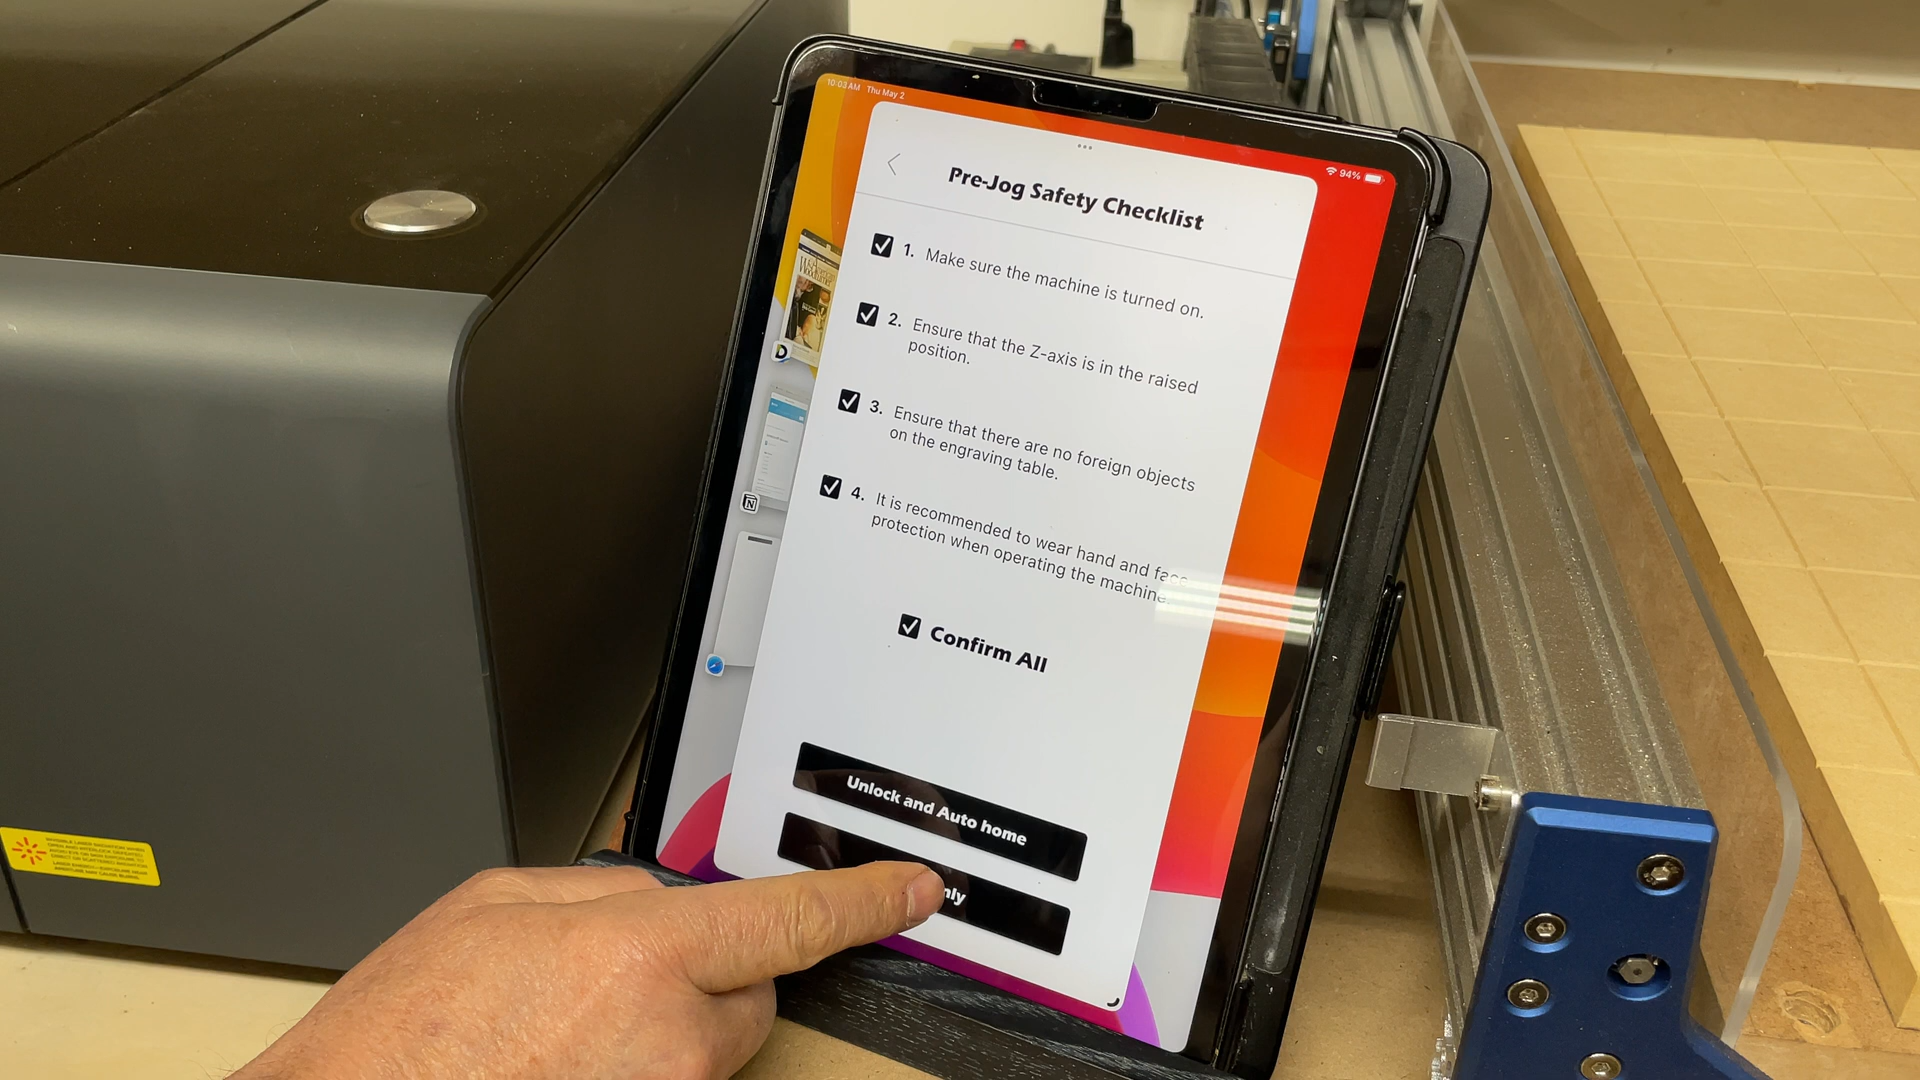 10:03 AM Thu May 2
94%
Pre-Jog Safety Checklist
1. Make sure the machine is turned on.
2. Ensure that the Z-axis is in the raised
position.
3. Ensure that there are no foreign objects
on the engraving table.
4. It is recommended to wear hand and face
protection when operating the machine.
Confirm All
Unlock and Auto home